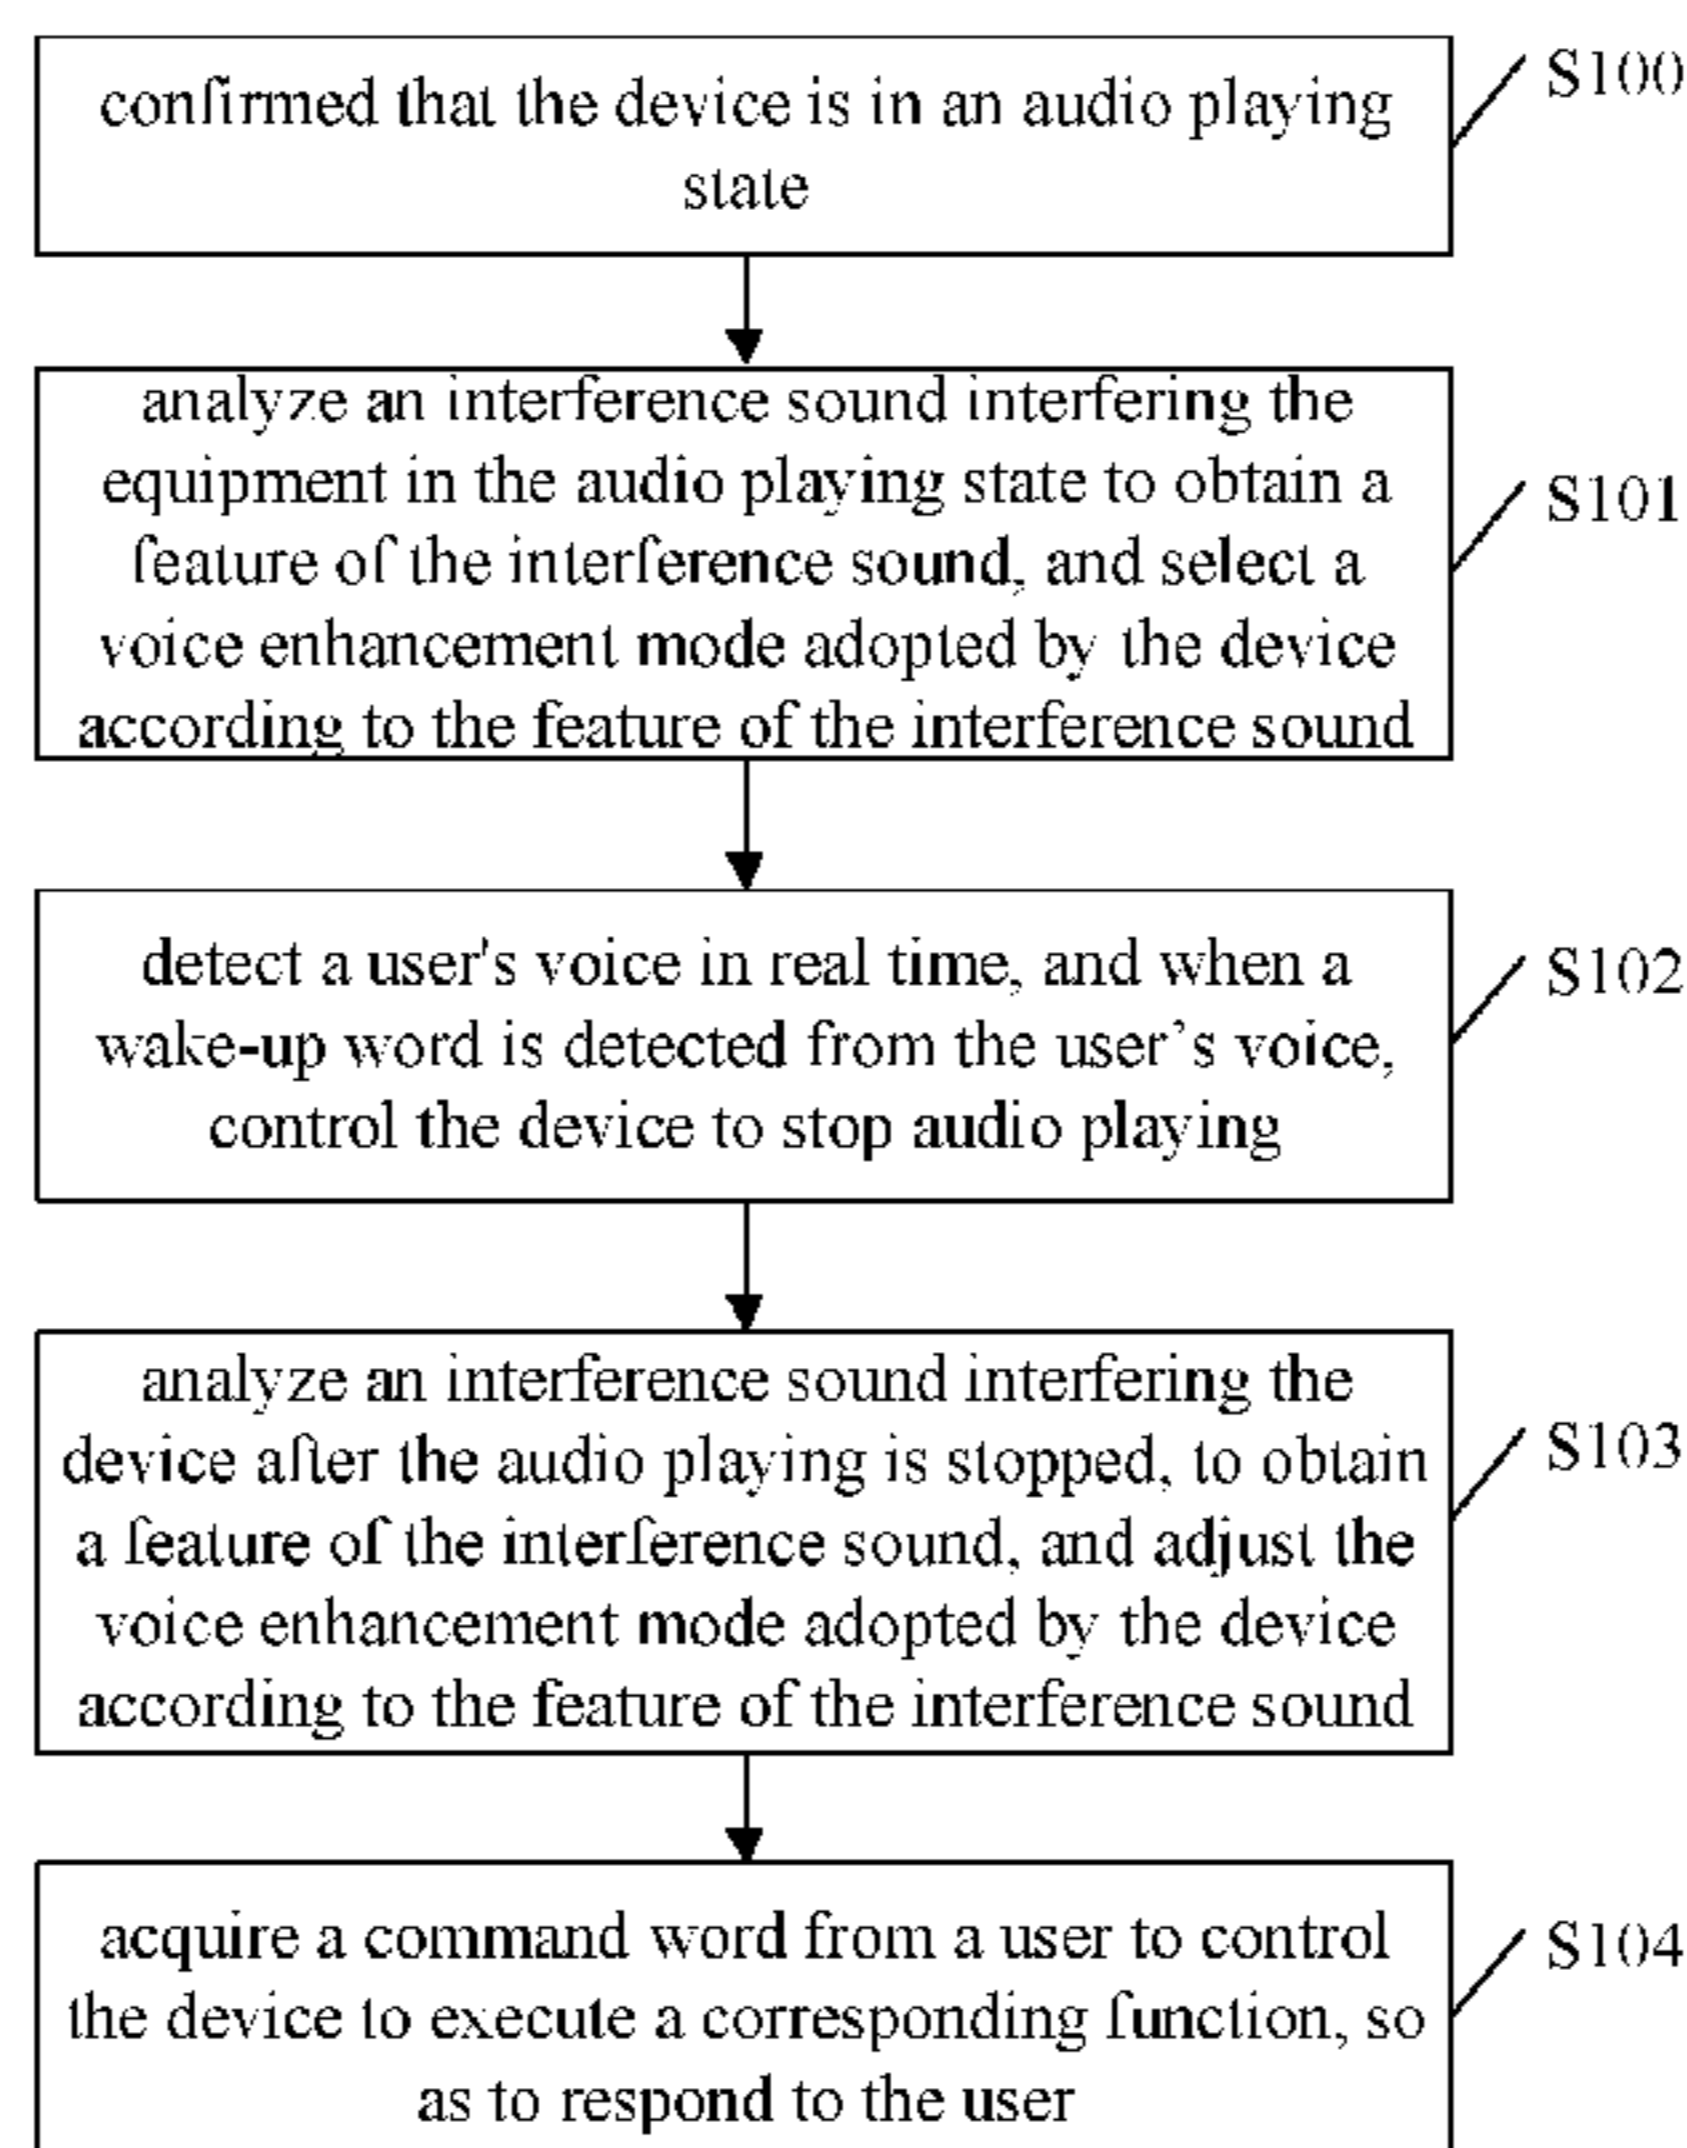 confirmed that the device is in an audio playing
state
S100
analyze an interference sound interfering the
equipment in the audio playing state to obtain a
feature of the interference sound, and select a
voice enhancement mode adopted by the device
according to the feature of the interference sound
S101
detect a user's voice in real time, and when a
wake-up word is detected from the user’s voice,
control the device to stop audio playing
S102
analyze an interference sound interfering the
device after the audio playing is stopped, to obtain
a feature of the interference sound, and adjust the
voice enhancement mode adopted by the device
according to the feature of the interference sound
S103
acquire a command word from a user to control
the device to execute a corresponding function, so
as to respond to the user
S104